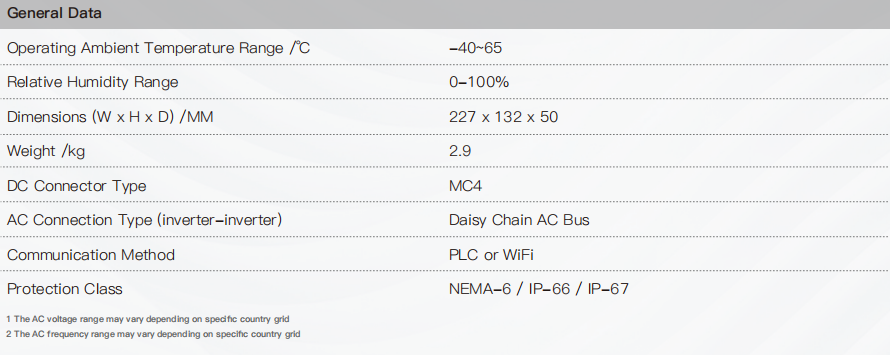 General Data
Operating Ambient Temperature Range /℃ -40~65
Relative Humidity Range 0-100%
Dimensions (W x H x D) /MM 227 x 132 x 50
Weight /kg 2.9
DC Connector Type MC4
AC Connection Type (inverter-inverter) Daisy Chain AC Bus
Communication Method PLC or WiFi
Protection Class NEMA-6 / IP-66 / IP-67
1 The AC voltage range may vary depending on specific country grid
2 The AC frequency range may vary depending on specific country grid